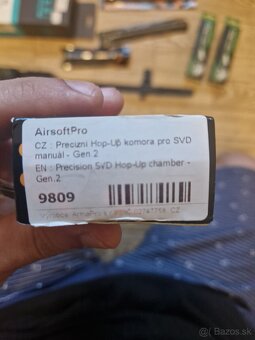 AirsoftPro
CZ : Precizní Hop-Up komora pro SVD
manual - Gen.2
EN : Precision SVD Hop-Up chamber -
Gen.2
9809
CZ
© bazos.sk